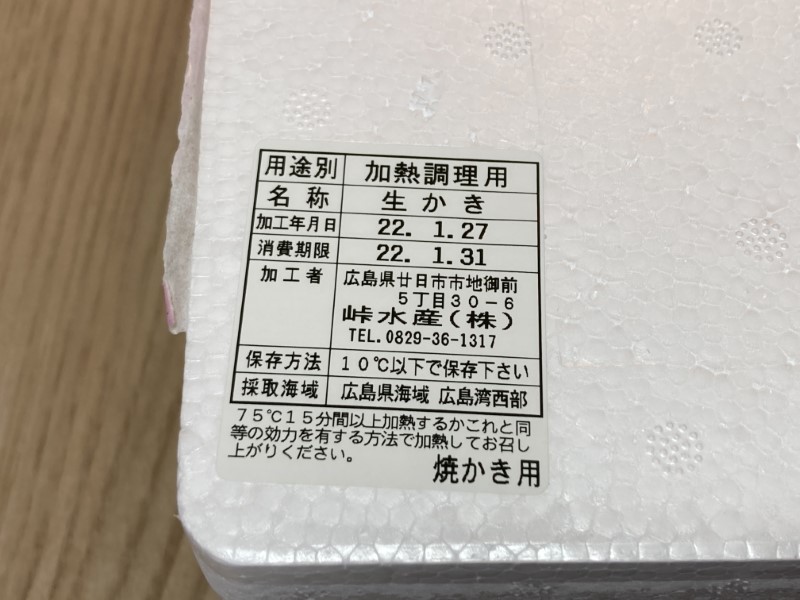 用途別 加熱調理用
名称 生かき
加工年月日 22. 1.27
消費期限 22. 1.31
加工者 広島県廿日市市地御前
5丁目30-6
峠水産(株)
TEL.0829-36-1317
保存方法 10℃以下で保存下さい
採取海域 広島県海域 広島湾西部
75℃15分間以上加熱するかこれと同
等の効力を有する方法で加熱してお召し
上がりください。
焼かき用